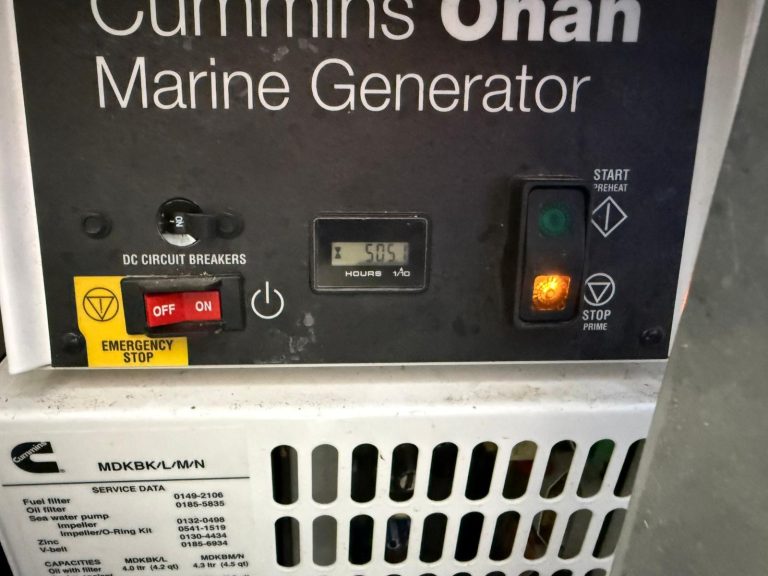 Cummins Onan
Marine Generator
START
PREHEAT
ON
DC CIRCUIT BREAKERS
5051
HOURS 1/10
OFF ON
STOP
PRIME
EMERGENCY
STOP
Cummins
MDKBK/L/M/N
SERVICE DATA
Fuel filter 0149-2106
Oil filter 0185-5835
Sea water pump
Impeller 0132-0498
Impeller/O-Ring Kit 0541-1519
Zinc 0130-4434
V-belt 0185-6934
CAPACITIES MDKBK/L MDKBM/N
Oil with filter 4.0 ltr (4.2 qt) 4.3 ltr (4.5 qt)